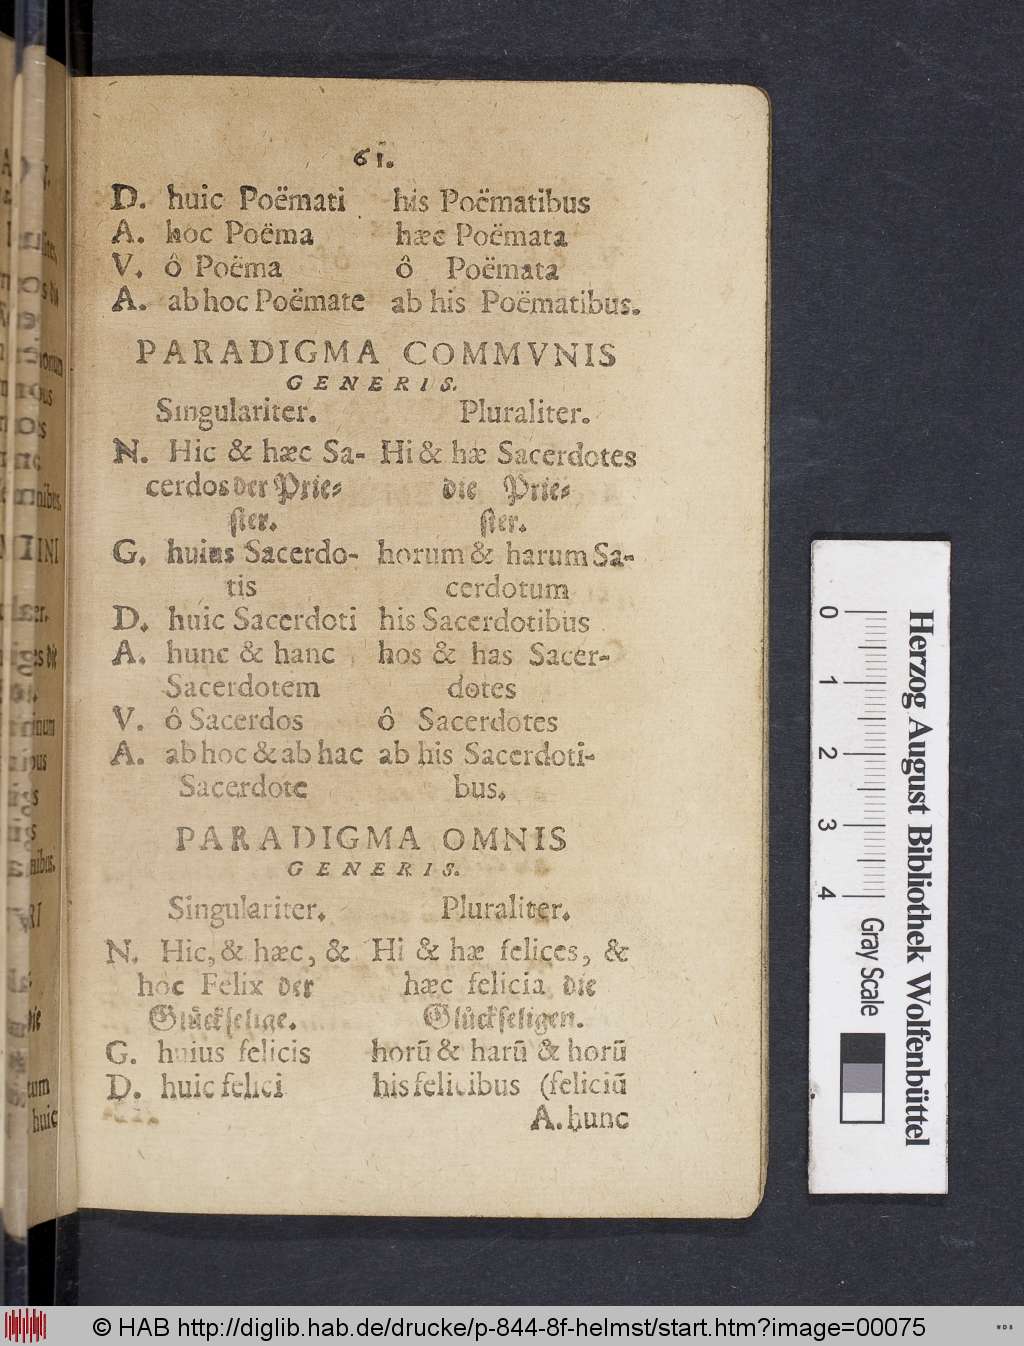 61.
D. huic Poëmati his Poëmatibus
A. hoc Poëma hæc Poëmata
V. ô Poëma ô Poëmata
A. ab hoc Poëmate ab his Poëmatibus.
PARADIGMA COMMVNIS
GENERIS.
Singulariter. Pluraliter.
N. Hic & hæc Sa- Hi & hæ Sacerdotes
cerdos der Prie= die Prie=
ſter. ſter.
G. huius Sacerdo- horum & harum Sa-
tis cerdotum
D. huic Sacerdoti his Sacerdotibus
A. hunc & hanc hos & has Sacer-
Sacerdotem dotes
V. ô Sacerdos ô Sacerdotes
A. ab hoc & ab hac ab his Sacerdoti-
Sacerdote bus.
PARADIGMA OMNIS
GENERIS.
Singulariter. Pluraliter.
N. Hic, & hæc, & Hi & hæ felices, &
hoc Felix der hæc felicia die
Glůckſelige. Glůckſeligen.
G. huius felicis horũ & harũ & horũ
D. huic felici his felicibus (feliciũ
A. hunc
Herzog August Bibliothek Wolfenbüttel
0 1 2 3 4
Gray Scale
© HAB http://diglib.hab.de/drucke/p-844-8f-helmst/start.htm?image=00075